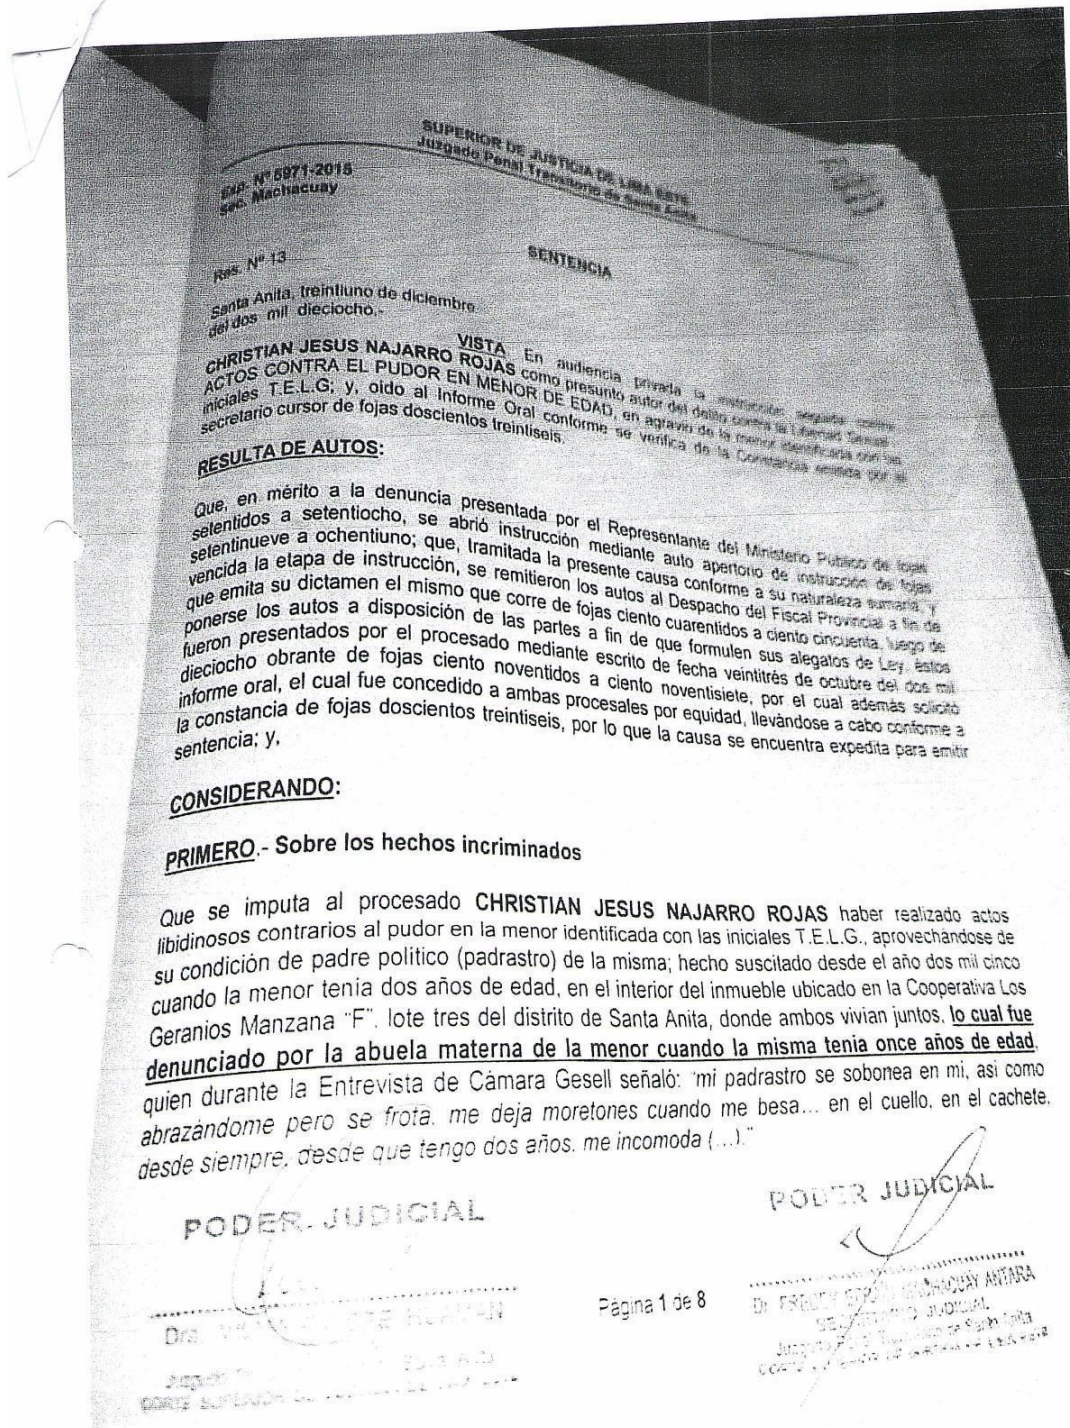 SUPERIOR DE JUSTICIA DE LIMA ESTE
Juzgado Penal Transitorio de Santa Anita
Exp. Nº 5971-2015
Sec. Machacuay
SENTENCIA
Res. Nº 13
Santa Anita, treintiuno de diciembre
del dos mil dieciocho.-
VISTA En audiencia privada la instrucción seguida contra
CHRISTIAN JESUS NAJARRO ROJAS como presunto autor del delito contra la Libertad Sexual
ACTOS CONTRA EL PUDOR EN MENOR DE EDAD, en agravio de la menor identificada con las
iniciales T.E.L.G; y, oido al Informe Oral conforme se verifica de la Constancia emitida por el
secretario cursor de fojas doscientos treintiseis.
RESULTA DE AUTOS:
Que, en mérito a la denuncia presentada por el Representante del Ministerio Público de fojas
setentidos a setentiocho, se abrió instrucción mediante auto apertorio de instrucción de fojas
setentinueve a ochentiuno; que, tramitada la presente causa conforme a su naturaleza sumaria, y
vencida la etapa de instrucción, se remitieron los autos al Despacho del Fiscal Provincial a fin de
que emita su dictamen el mismo que corre de fojas ciento cuarentidos a ciento cincuenta, luego de
ponerse los autos a disposición de las partes a fin de que formulen sus alegatos de Ley, éstos
fueron presentados por el procesado mediante escrito de fecha veintitrés de octubre del dos mil
dieciocho obrante de fojas ciento noventidos a ciento noventisiete, por el cual además solicitó
informe oral, el cual fue concedido a ambas procesales por equidad, llevándose a cabo conforme a
la constancia de fojas doscientos treintiseis, por lo que la causa se encuentra expedita para emitir
sentencia; y,
CONSIDERANDO:
PRIMERO.- Sobre los hechos incriminados
Que se imputa al procesado CHRISTIAN JESUS NAJARRO ROJAS haber realizado actos
libidinosos contrarios al pudor en la menor identificada con las iniciales T.E.L.G., aprovechándose de
su condición de padre politico (padrastro) de la misma; hecho suscitado desde el año dos mil cinco
cuando la menor tenia dos años de edad, en el interior del inmueble ubicado en la Cooperativa Los
Geranios Manzana "F", lote tres del distrito de Santa Anita, donde ambos vivian juntos, lo cual fue
denunciado por la abuela materna de la menor cuando la misma tenia once años de edad,
quien durante la Entrevista de Cámara Gesell señaló: "mi padrastro se sobonea en mi, asi como
abrazándome pero se frota, me deja moretones cuando me besa... en el cuello, en el cachete,
desde siempre, desde que tengo dos años, me incomoda (...)."
PODER JUDICIAL
PODER JUDICIAL
Dra.
Página 1 de 8
Dr. FREDDY MACHACUAY ANTARA
SECRETARIO JUDICIAL